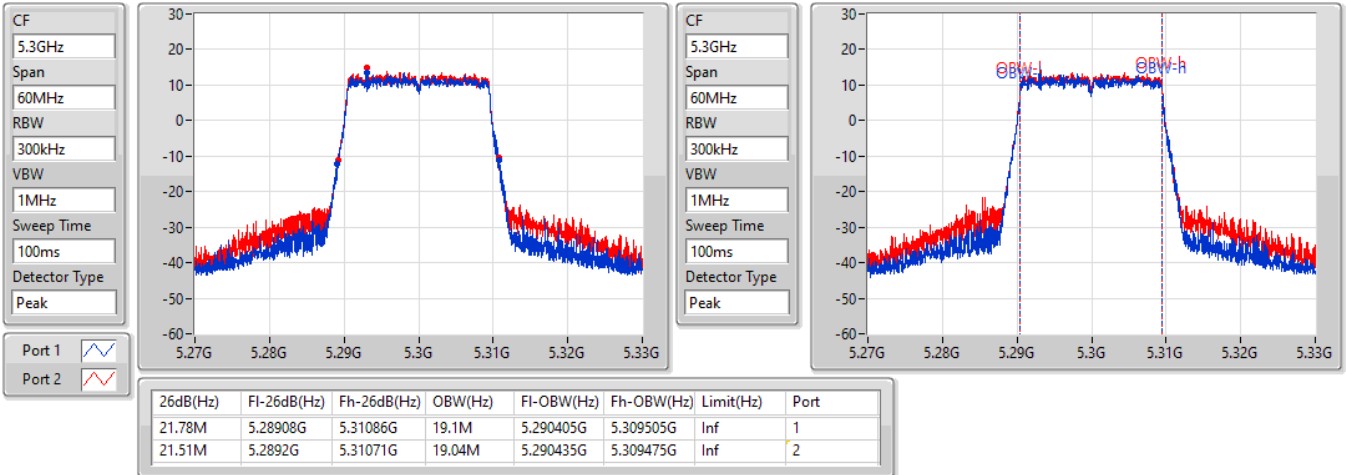 CF
5.3GHz
Span
60MHz
RBW
300kHz
VBW
1MHz
Sweep Time
100ms
Detector Type
Peak
30
20
10
0
-10
-20
-30
-40
-50
-60
5.27G 5.28G 5.29G 5.3G 5.31G 5.32G 5.33G
CF
5.3GHz
Span
60MHz
RBW
300kHz
VBW
1MHz
Sweep Time
100ms
Detector Type
Peak
30
20
10
0
-10
-20
-30
-40
-50
-60
OBW-l
OBW-l
OBW-h
OBW-h
5.27G 5.28G 5.29G 5.3G 5.31G 5.32G 5.33G
Port 1
Port 2
26dB(Hz) Fl-26dB(Hz) Fh-26dB(Hz) OBW(Hz) Fl-OBW(Hz) Fh-OBW(Hz) Limit(Hz) Port
21.78M 5.28908G 5.31086G 19.1M 5.290405G 5.309505G Inf 1
21.51M 5.2892G 5.31071G 19.04M 5.290435G 5.309475G Inf 2